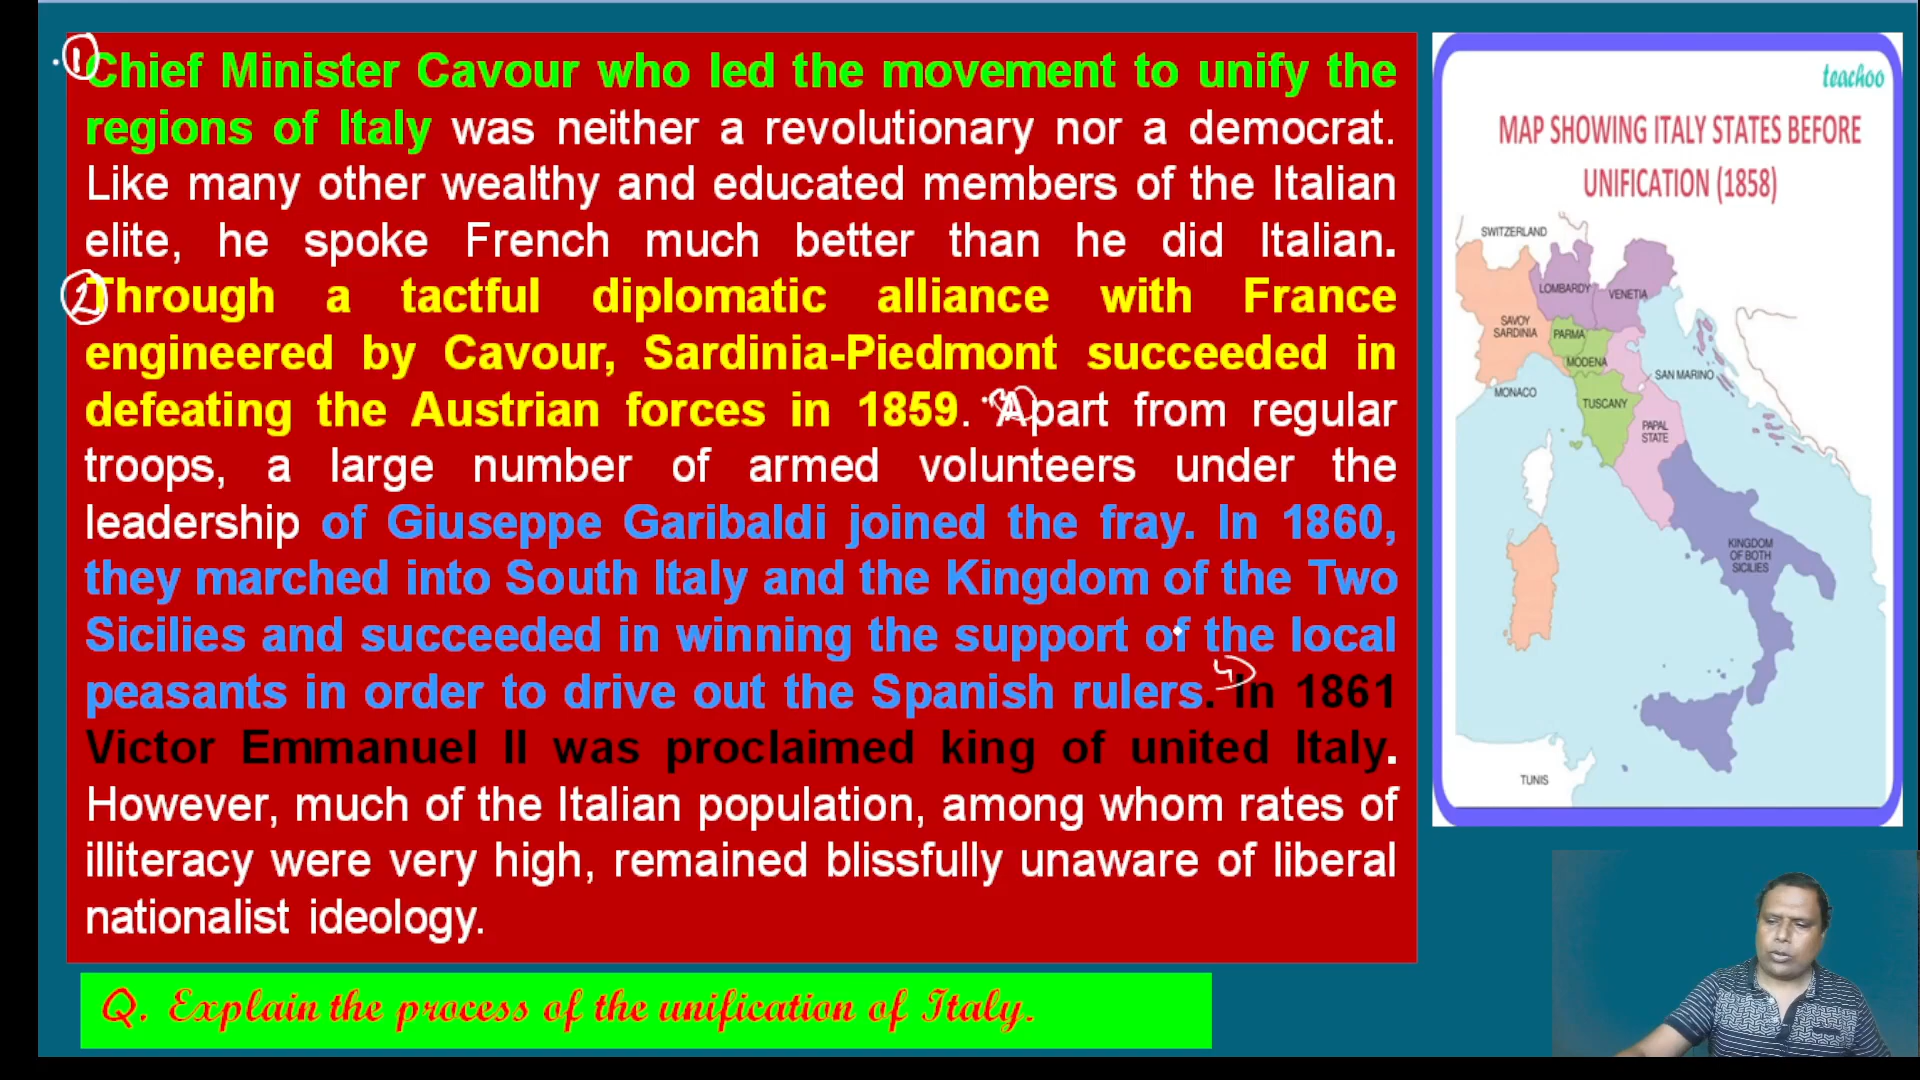 1
Chief Minister Cavour who led the movement to unify the
regions of Italy was neither a revolutionary nor a democrat.
Like many other wealthy and educated members of the Italian
elite, he spoke French much better than he did Italian.
2
Through a tactful diplomatic alliance with France
engineered by Cavour, Sardinia-Piedmont succeeded in
defeating the Austrian forces in 1859. Apart from regular
troops, a large number of armed volunteers under the
leadership of Giuseppe Garibaldi joined the fray. In 1860,
they marched into South Italy and the Kingdom of the Two
Sicilies and succeeded in winning the support of the local
peasants in order to drive out the Spanish rulers. In 1861
Victor Emmanuel II was proclaimed king of united Italy.
However, much of the Italian population, among whom rates of
illiteracy were very high, remained blissfully unaware of liberal
nationalist ideology.
Q. Explain the process of the unification of Italy.
teachoo
MAP SHOWING ITALY STATES BEFORE
UNIFICATION (1858)
SWITZERLAND
LOMBARDY
VENETIA
SAVOY
SARDINIA
PARMA
MODENA
SAN MARINO
MONACO
TUSCANY
PAPAL
STATE
KINGDOM
OF BOTH
SICILIES
TUNIS